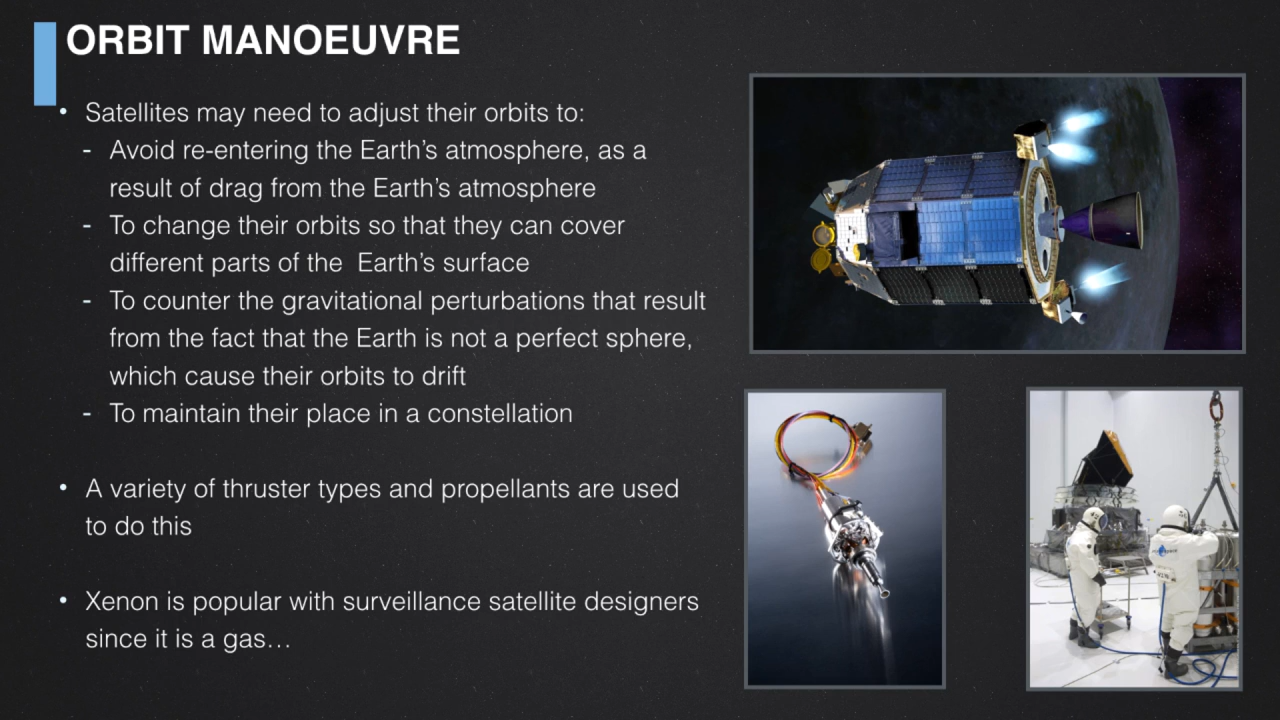 ORBIT MANOEUVRE
• Satellites may need to adjust their orbits to:
- Avoid re-entering the Earth’s atmosphere, as a
result of drag from the Earth’s atmosphere
- To change their orbits so that they can cover
different parts of the  Earth’s surface
- To counter the gravitational perturbations that result
from the fact that the Earth is not a perfect sphere,
which cause their orbits to drift
- To maintain their place in a constellation
• A variety of thruster types and propellants are used
to do this
• Xenon is popular with surveillance satellite designers
since it is a gas…